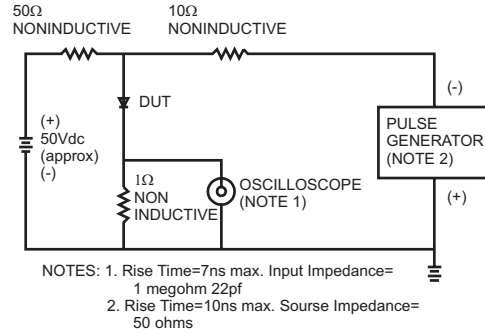 50Ω
NONINDUCTIVE
10Ω
NONINDUCTIVE
DUT
(+)
50Vdc
(approx)
(-)
1Ω
NON
INDUCTIVE
OSCILLOSCOPE
(NOTE 1)
(-)
PULSE
GENERATOR
(NOTE 2)
(+)
NOTES: 1. Rise Time=7ns max. Input Impedance=
1 megohm 22pf
2. Rise Time=10ns max. Sourse Impedance=
50 ohms